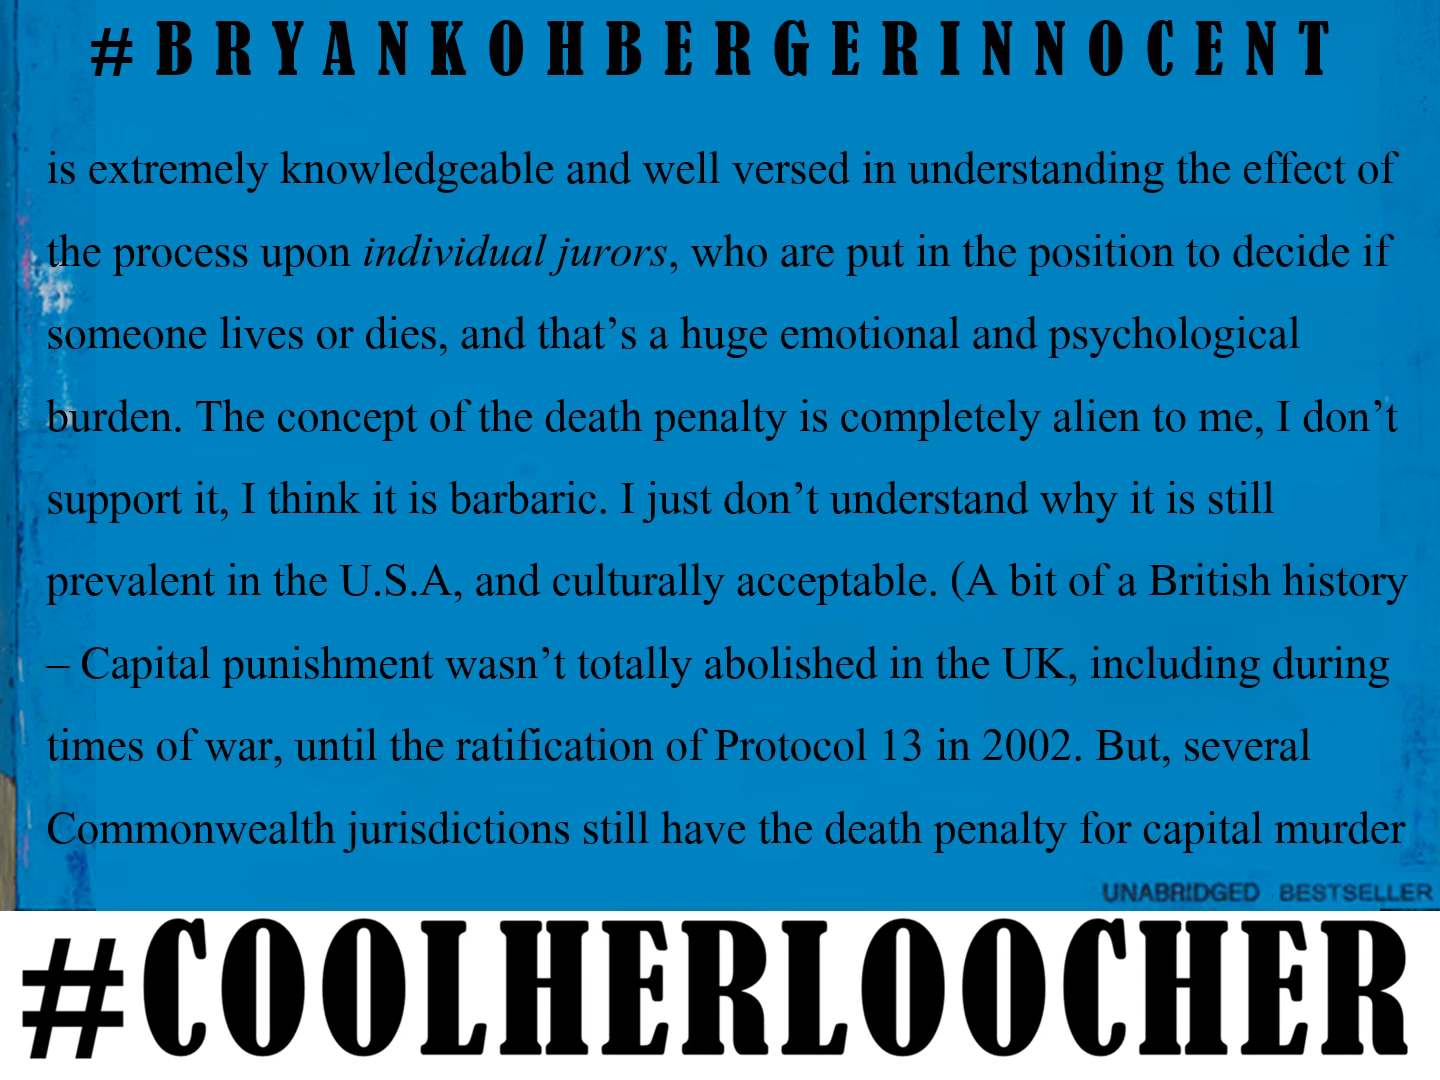 #BRYANKOHBERGERINNOCENT
is extremely knowledgeable and well versed in understanding the effect of
the process upon individual jurors, who are put in the position to decide if
someone lives or dies, and that’s a huge emotional and psychological
burden. The concept of the death penalty is completely alien to me, I don’t
support it, I think it is barbaric. I just don’t understand why it is still
prevalent in the U.S.A, and culturally acceptable. (A bit of a British history
– Capital punishment wasn’t totally abolished in the UK, including during
times of war, until the ratification of Protocol 13 in 2002. But, several
Commonwealth jurisdictions still have the death penalty for capital murder
UNABRIDGED BESTSELLER
#COOLHERLOOCHER